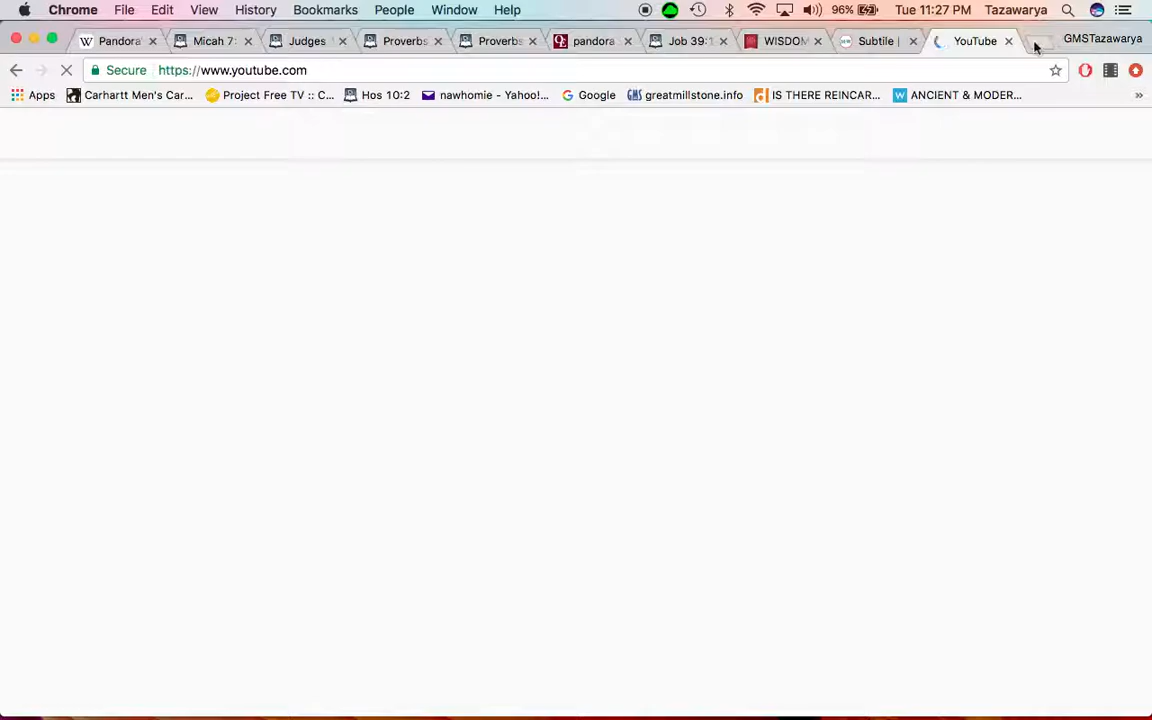 Chrome File Edit View History Bookmarks People Window Help 96% Tue 11:27 PM Tazawarya
Pandora' Micah 7: Judges Proverbs Proverbs pandora Job 39:1 WISDOM Subtile | YouTube GMSTazawarya
Secure https://www.youtube.com
Apps Carhartt Men's Car... Project Free TV :: C... Hos 10:2 nawhomie - Yahoo!... Google GMS greatmillstone.info IS THERE REINCAR... ANCIENT & MODER... »